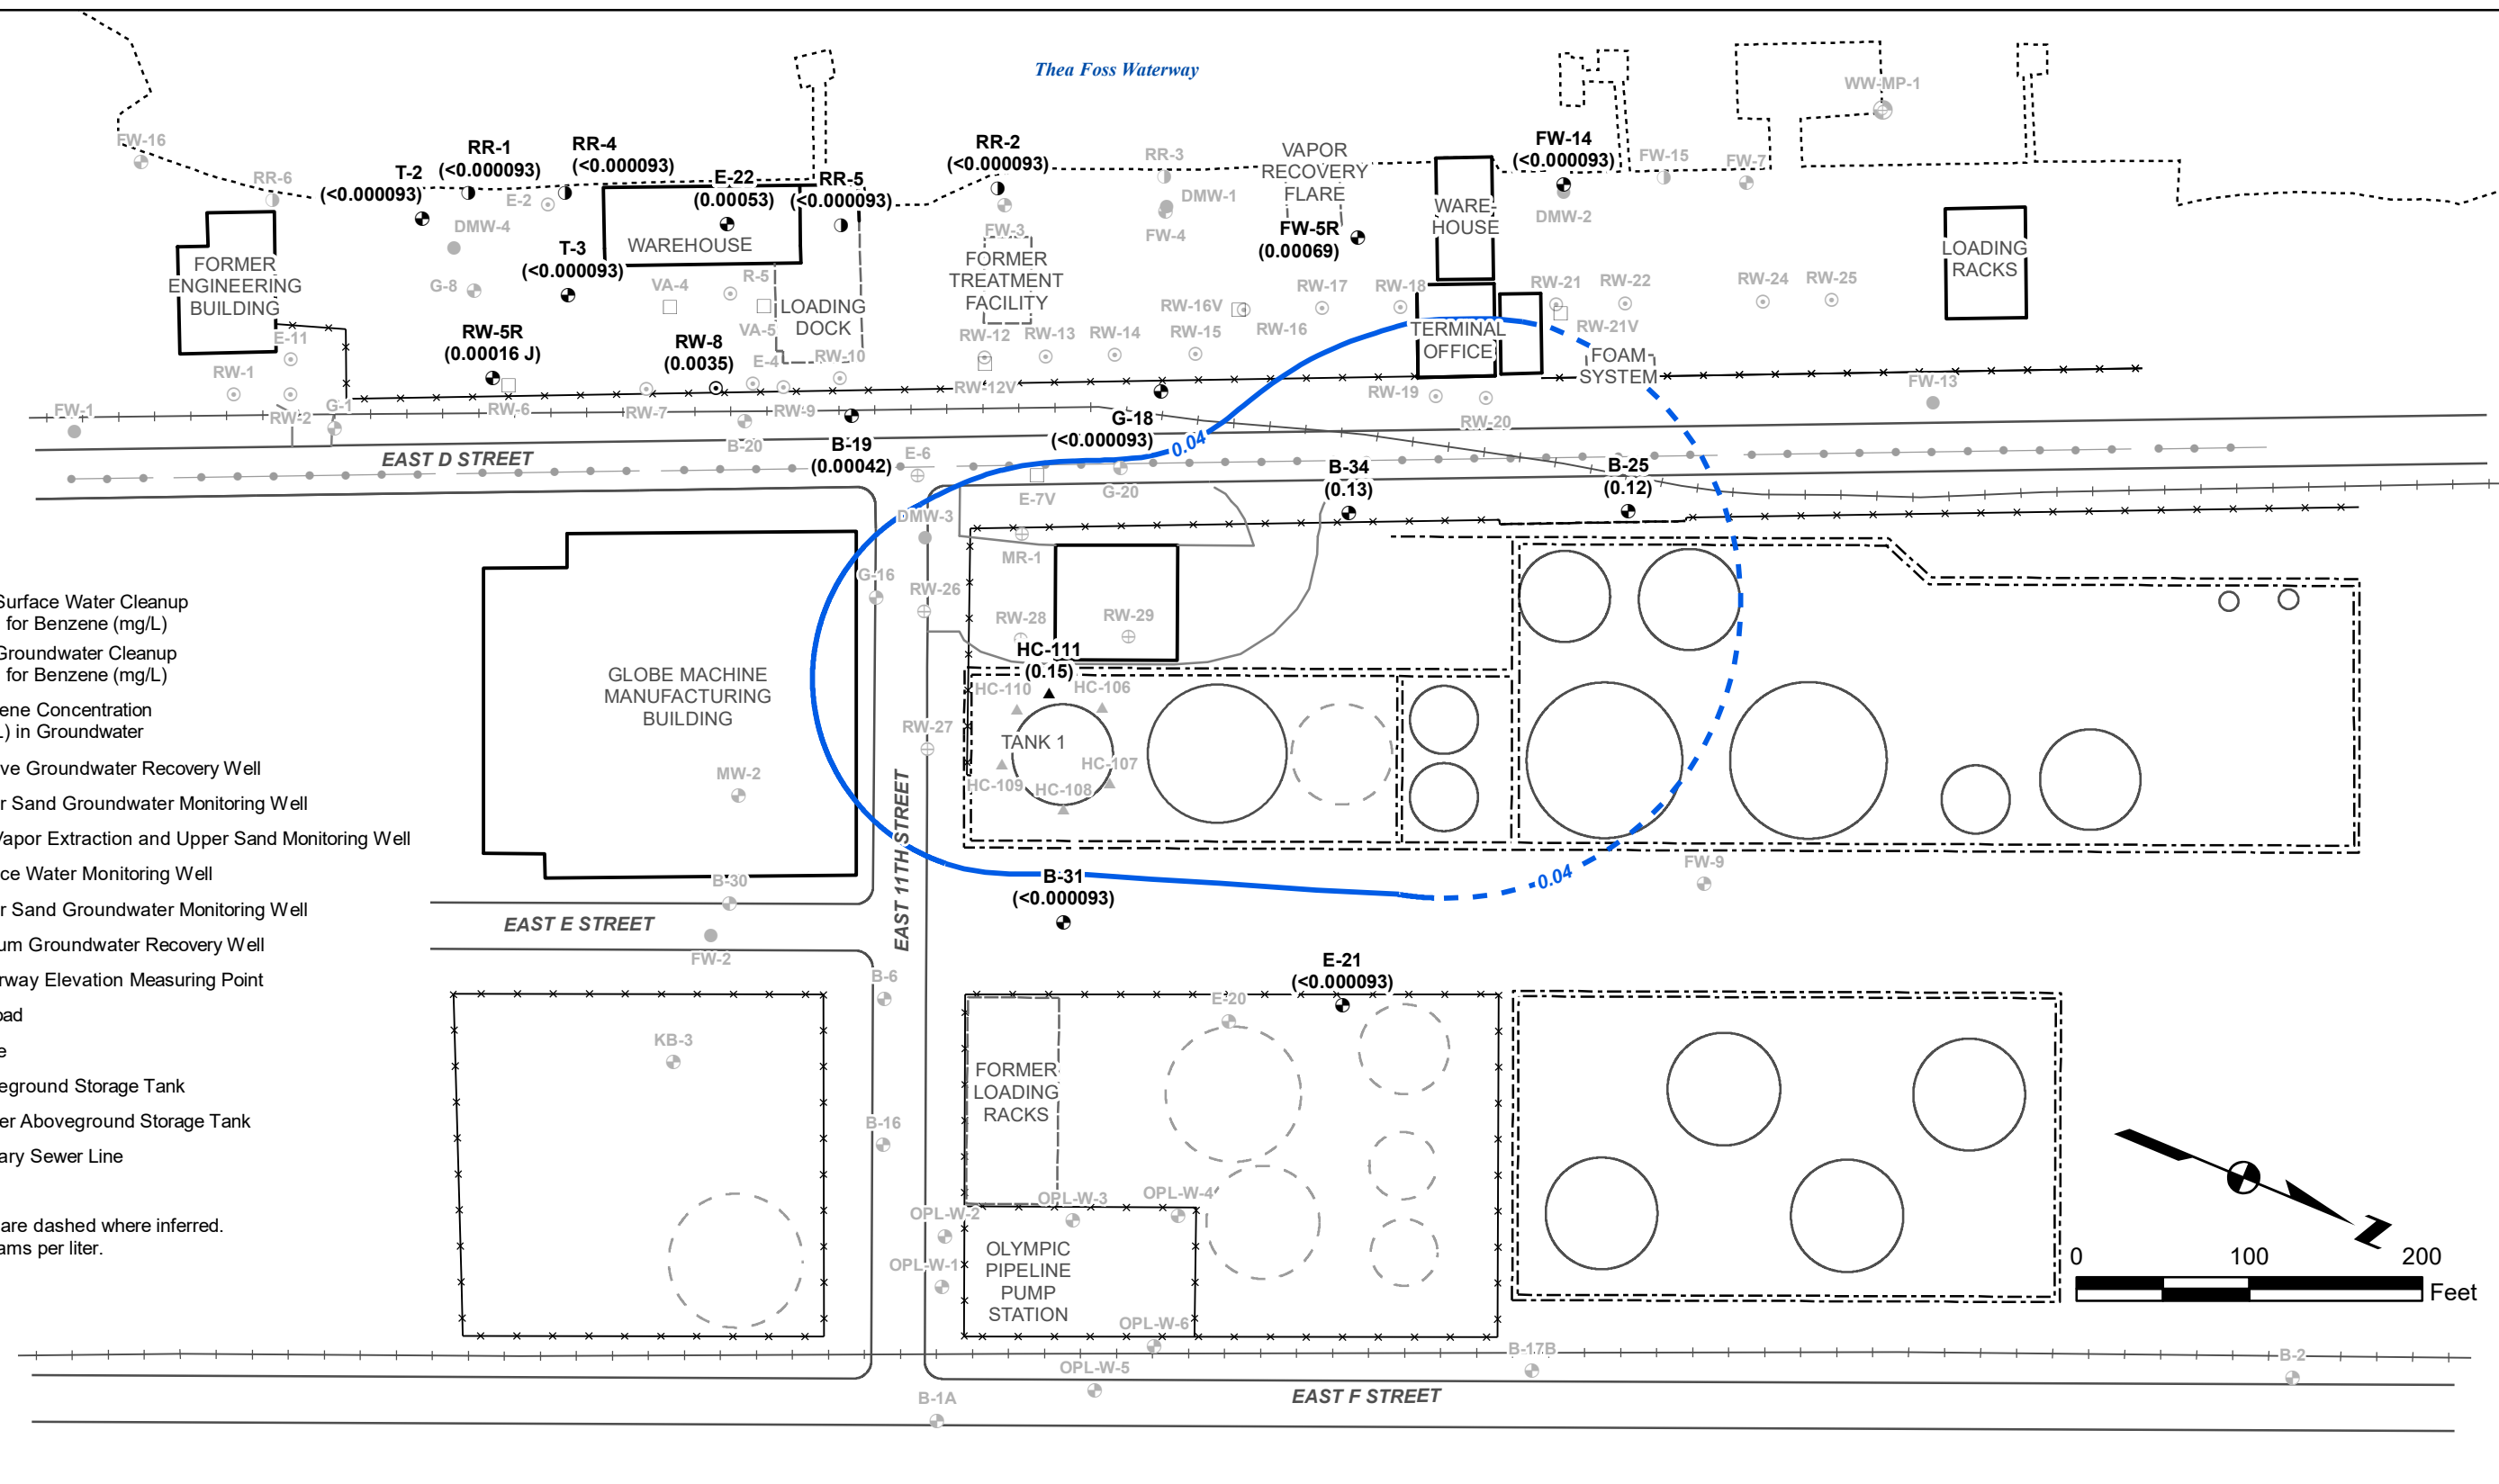 Thea Foss Waterway
WW-MP-1
FW-16
RR-1
(<0.000093)
RR-4
(<0.000093)
RR-2
(<0.000093)
RR-3
VAPOR
RECOVERY
FLARE
FW-14
(<0.000093)
FW-15
FW-7
RR-6
T-2
(<0.000093)
E-2
E-22
(0.00053)
RR-5
(<0.000093)
DMW-1
DMW-2
DMW-4
FW-3
FW-4
FW-5R
(0.00069)
WARE-
HOUSE
WAREHOUSE
T-3
(<0.000093)
FORMER
ENGINEERING
BUILDING
G-8
VA-4
R-5
VA-5
LOADING
DOCK
FORMER
TREATMENT
FACILITY
LOADING
RACKS
RW-16V
RW-17
RW-18
RW-21
RW-22
RW-24
RW-25
E-11
RW-5R
(0.00016 J)
RW-8
(0.0035)
E-4
RW-10
RW-12
RW-13
RW-14
RW-15
RW-16
TERMINAL
OFFICE
RW-21V
FOAM
SYSTEM
RW-1
RW-12V
RW-19
RW-20
FW-13
FW-1
RW-2
G-1
RW-6
RW-7
RW-9
B-20
G-18
(<0.000093)
0.04
B-19
(0.00042)
E-6
EAST D STREET
E-7V
G-20
B-34
(0.13)
B-25
(0.12)
DMW-3
MR-1
G-16
RW-26
RW-28
RW-29
HC-111
(0.15)
HC-110
HC-106
RW-27
TANK 1
HC-107
HC-109
HC-108
GLOBE MACHINE
MANUFACTURING
BUILDING
MW-2
EAST 11TH STREET
B-30
B-31
(<0.000093)
0.04
FW-9
EAST E STREET
FW-2
B-6
E-21
(<0.000093)
E-20
KB-3
FORMER
LOADING
RACKS
B-16
OPL-W-2
OPL-W-3
OPL-W-4
OPL-W-1
OLYMPIC
PIPELINE
PUMP
STATION
OPL-W-6
OPL-W-5
B-17B
B-2
B-1A
EAST F STREET
Surface Water Cleanup
for Benzene (mg/L)
Groundwater Cleanup
for Benzene (mg/L)
ene Concentration
L) in Groundwater
ve Groundwater Recovery Well
r Sand Groundwater Monitoring Well
Vapor Extraction and Upper Sand Monitoring Well
ce Water Monitoring Well
r Sand Groundwater Monitoring Well
um Groundwater Recovery Well
rway Elevation Measuring Point
oad
e
eground Storage Tank
er Aboveground Storage Tank
ary Sewer Line
are dashed where inferred.
ams per liter.
Z
0 100 200
Feet